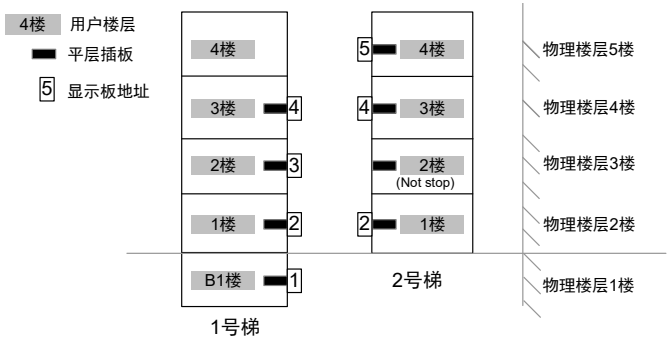 4楼 用户楼层
平层插板
5 显示板地址
4楼
3楼 4
2楼 3
1楼 2
B1楼 1
1号梯
5 4楼
4 3楼
2楼
(Not stop)
2 1楼
2号梯
物理楼层5楼
物理楼层4楼
物理楼层3楼
物理楼层2楼
物理楼层1楼